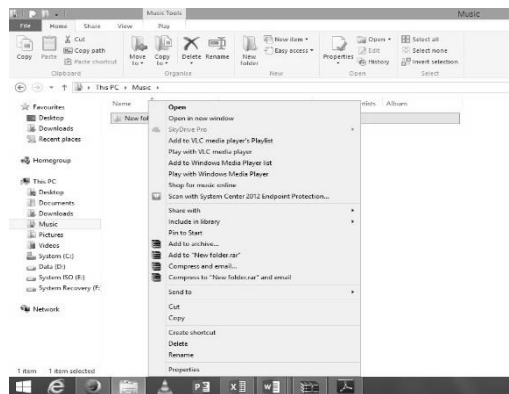 Music Tools
Music
File Home Share View Play
Copy
Paste
Cut
Copy path
Paste shortcut
Move to
Copy to
Delete
Rename
New folder
New item
Easy access
Properties
Open
Edit
History
Select all
Select none
Invert selection
Clipboard Organise New Open Select
This PC Music
Name
Album
Favourites
Desktop
Downloads
Recent places
Homegroup
This PC
Desktop
Documents
Downloads
Music
Pictures
Videos
System (C:)
Data (D:)
System ISO (E:)
System Recovery (F:
Network
New fol
Open
Open in new window
SkyDrive Pro
Add to VLC media player's Playlist
Play with VLC media player
Add to Windows Media Player list
Play with Windows Media Player
Shop for music online
Scan with System Center 2012 Endpoint Protection...
Share with
Include in library
Pin to Start
Add to archive...
Add to "New folder.rar"
Compress and email...
Compress to "New folder.rar" and email
Send to
Cut
Copy
Create shortcut
Delete
Rename
Properties
1 item 1 item selected